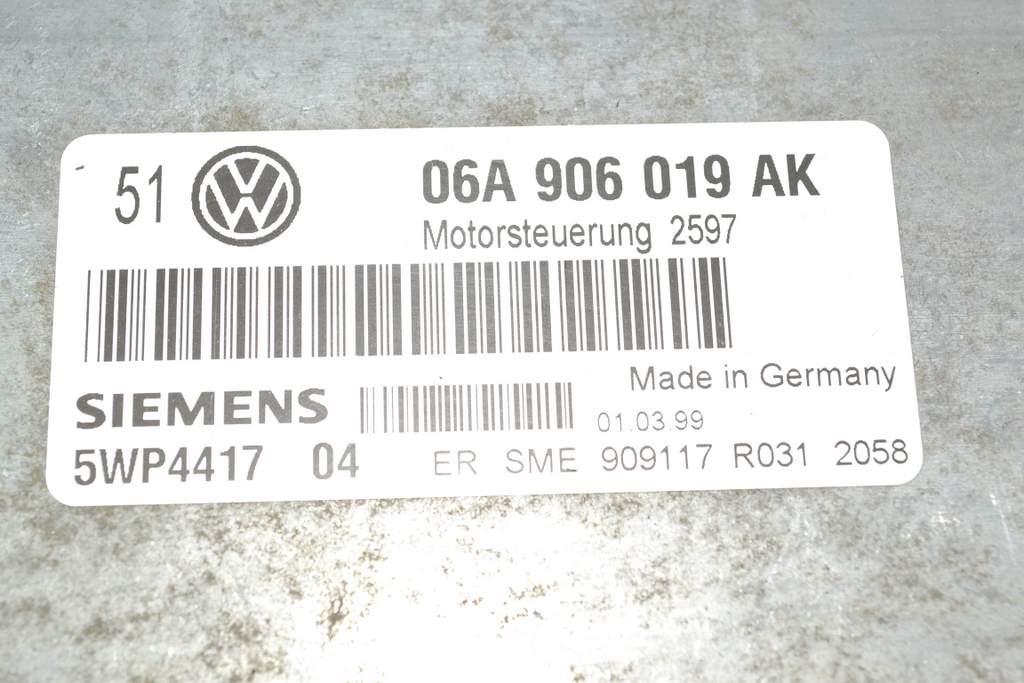 51 06A 906 019 AK
Motorsteuerung 2597
Made in Germany
SIEMENS 01.03.99
5WP4417 04 ER SME 909117 R031 2058